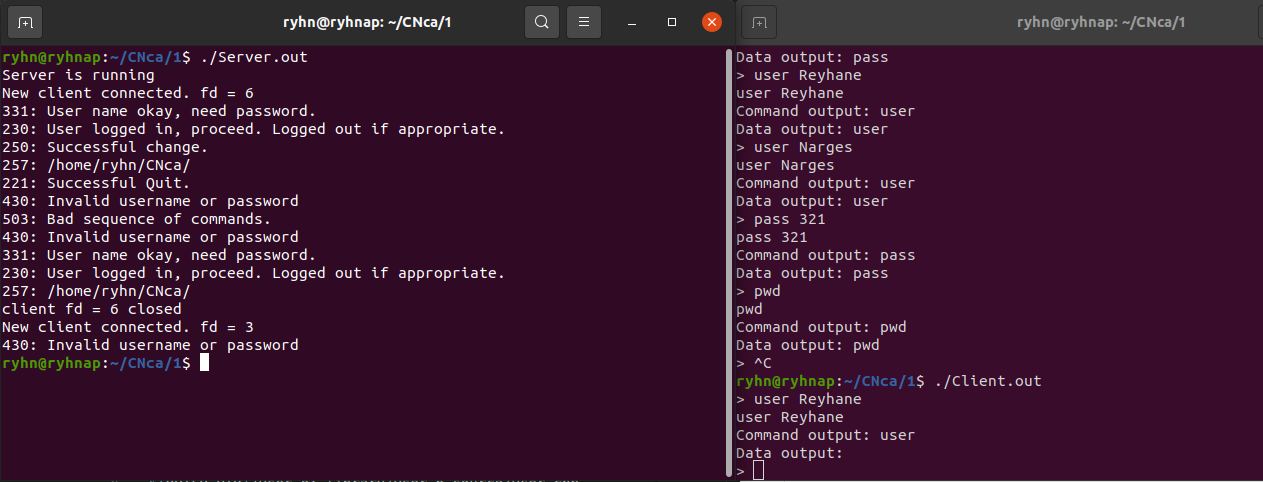 ryhn@ryhnap: ~/CNca/1
ryhn@ryhnap:~/CNca/1$ ./Server.out
Server is running
New client connected. fd = 6
331: User name okay, need password.
230: User logged in, proceed. Logged out if appropriate.
250: Successful change.
257: /home/ryhn/CNca/
221: Successful Quit.
430: Invalid username or password
503: Bad sequence of commands.
430: Invalid username or password
331: User name okay, need password.
230: User logged in, proceed. Logged out if appropriate.
257: /home/ryhn/CNca/
client fd = 6 closed
New client connected. fd = 3
430: Invalid username or password
ryhn@ryhnap:~/CNca/1$
ryhn@ryhnap: ~/CNca/1
Data output: pass
> user Reyhane
user Reyhane
Command output: user
Data output: user
> user Narges
user Narges
Command output: user
Data output: user
> pass 321
pass 321
Command output: pass
Data output: pass
> pwd
pwd
Command output: pwd
Data output: pwd
> ^C
ryhn@ryhnap:~/CNca/1$ ./Client.out
> user Reyhane
user Reyhane
Command output: user
Data output:
>